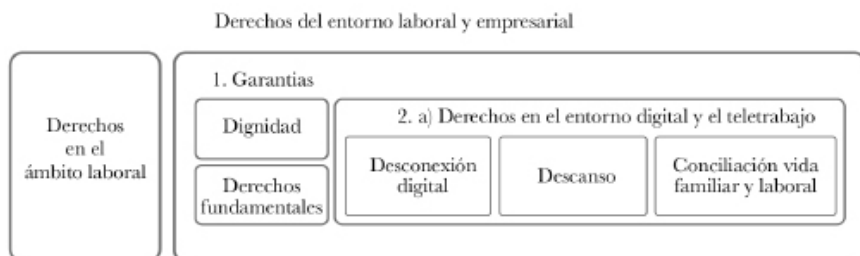 Derechos del entorno laboral y empresarial
Derechos
en el
ámbito laboral
1. Garantias
Dignidad
Derechos
fundamentales
2. a) Derechos en el entorno digital y el teletrabajo
Desconexión
digital
Descanso
Conciliación vida
familiar y laboral